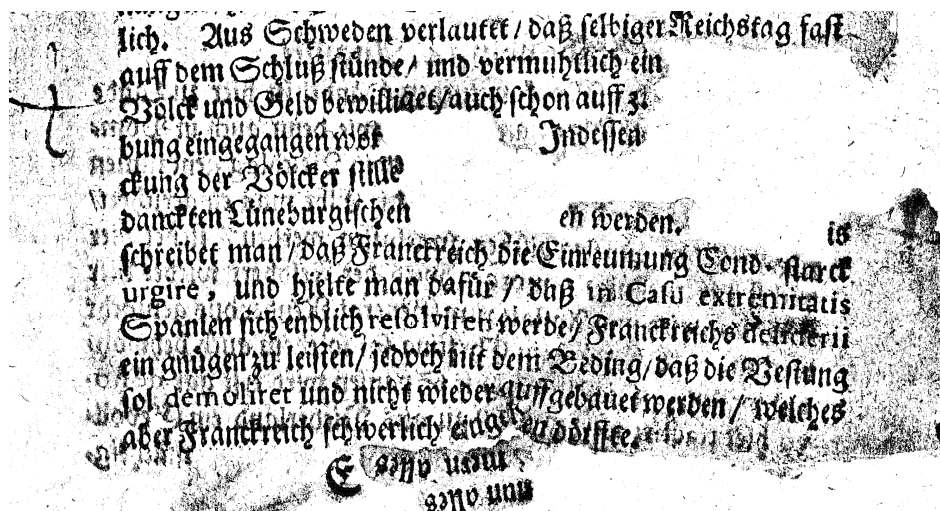 lich. Aus Schweden verlautet / daß selbiger Reichstag fast
auff dem Schluß stünde / und vermuhtlich ein
Völck und Geld bewilliget / auch schon auff
bung eingegangen Indessen
ckung der Völcker stille
danckten Lüneburgischen en werden.
schreibet man / daß Franckreich die Einreumung Cond- starck
urgire, und hielte man dafür / daß in Casu extremitatis
Spanien sich endlich resolviren werde / Franckreichs
ein gnügen zu leisten / jedoch mit dem Beding / daß die Vestung
sol demoliret und nicht wieder auffgebauet werden / welches
aber Franckreich schwerlich eingehen dörffte.